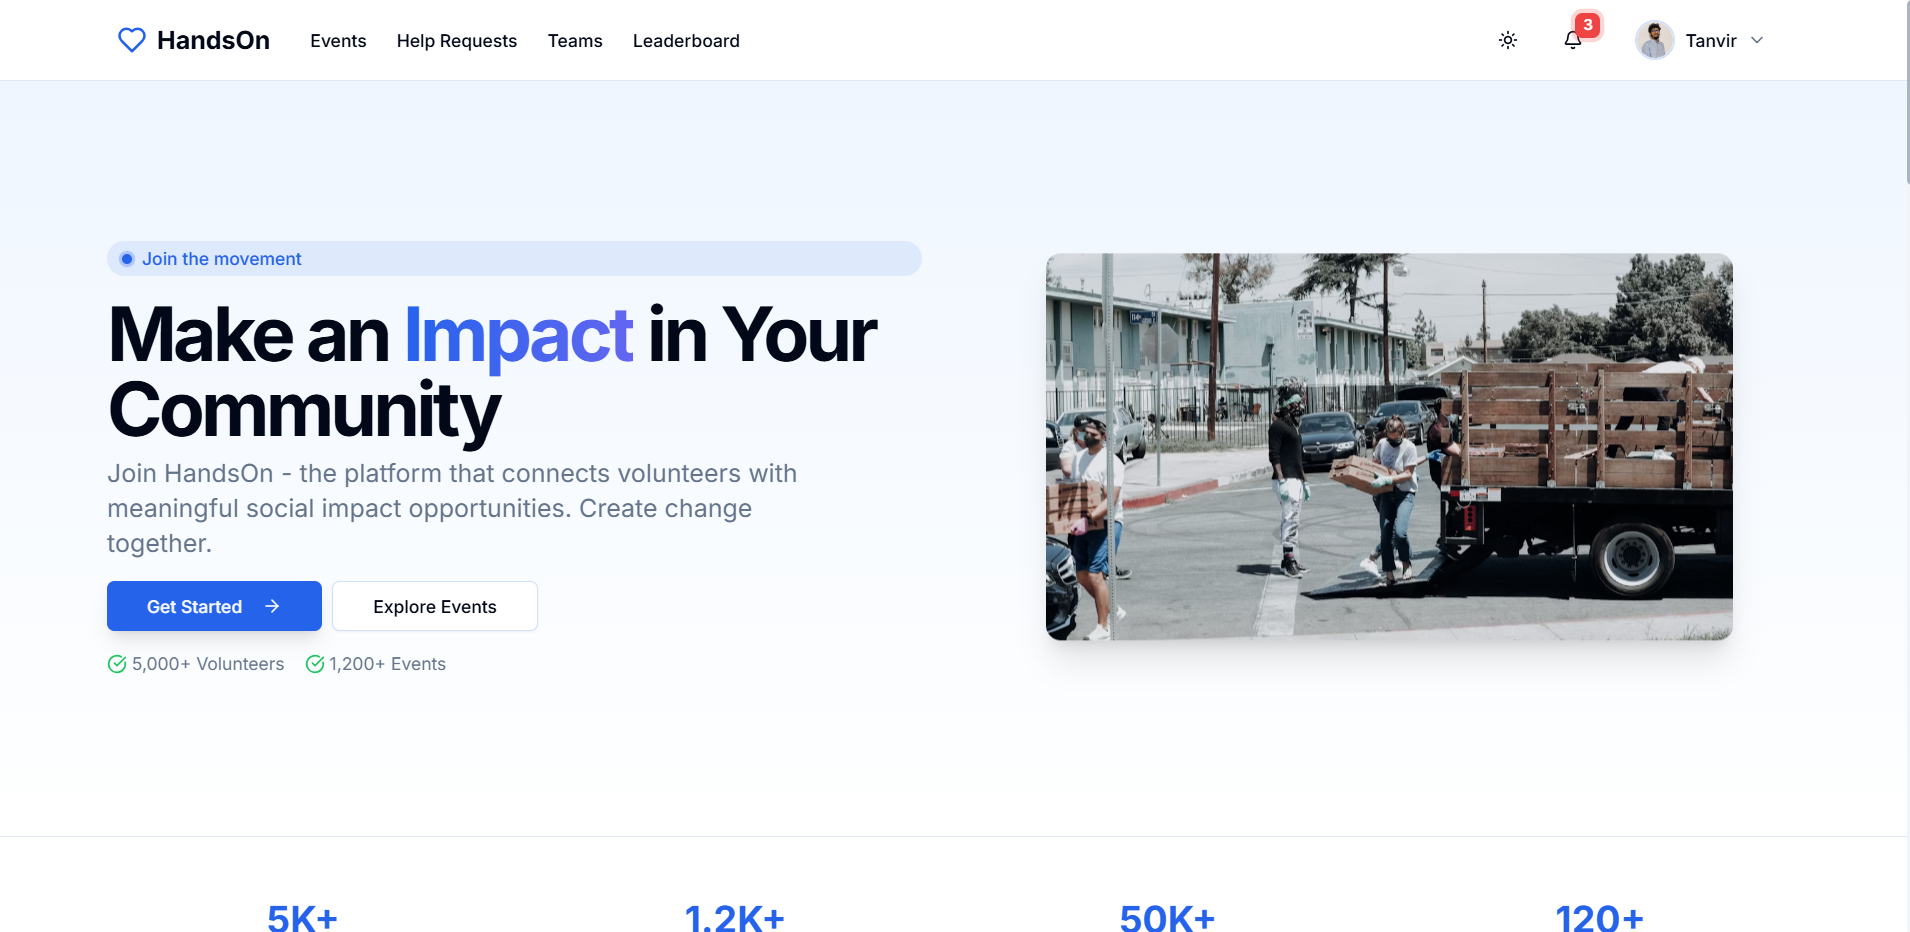 HandsOn
Events
Help Requests
Teams
Leaderboard
3
Tanvir
Join the movement
Make an Impact in Your
Community
Join HandsOn - the platform that connects volunteers with
meaningful social impact opportunities. Create change
together.
Get Started
Explore Events
5,000+ Volunteers
1,200+ Events
5K+
1.2K+
50K+
120+